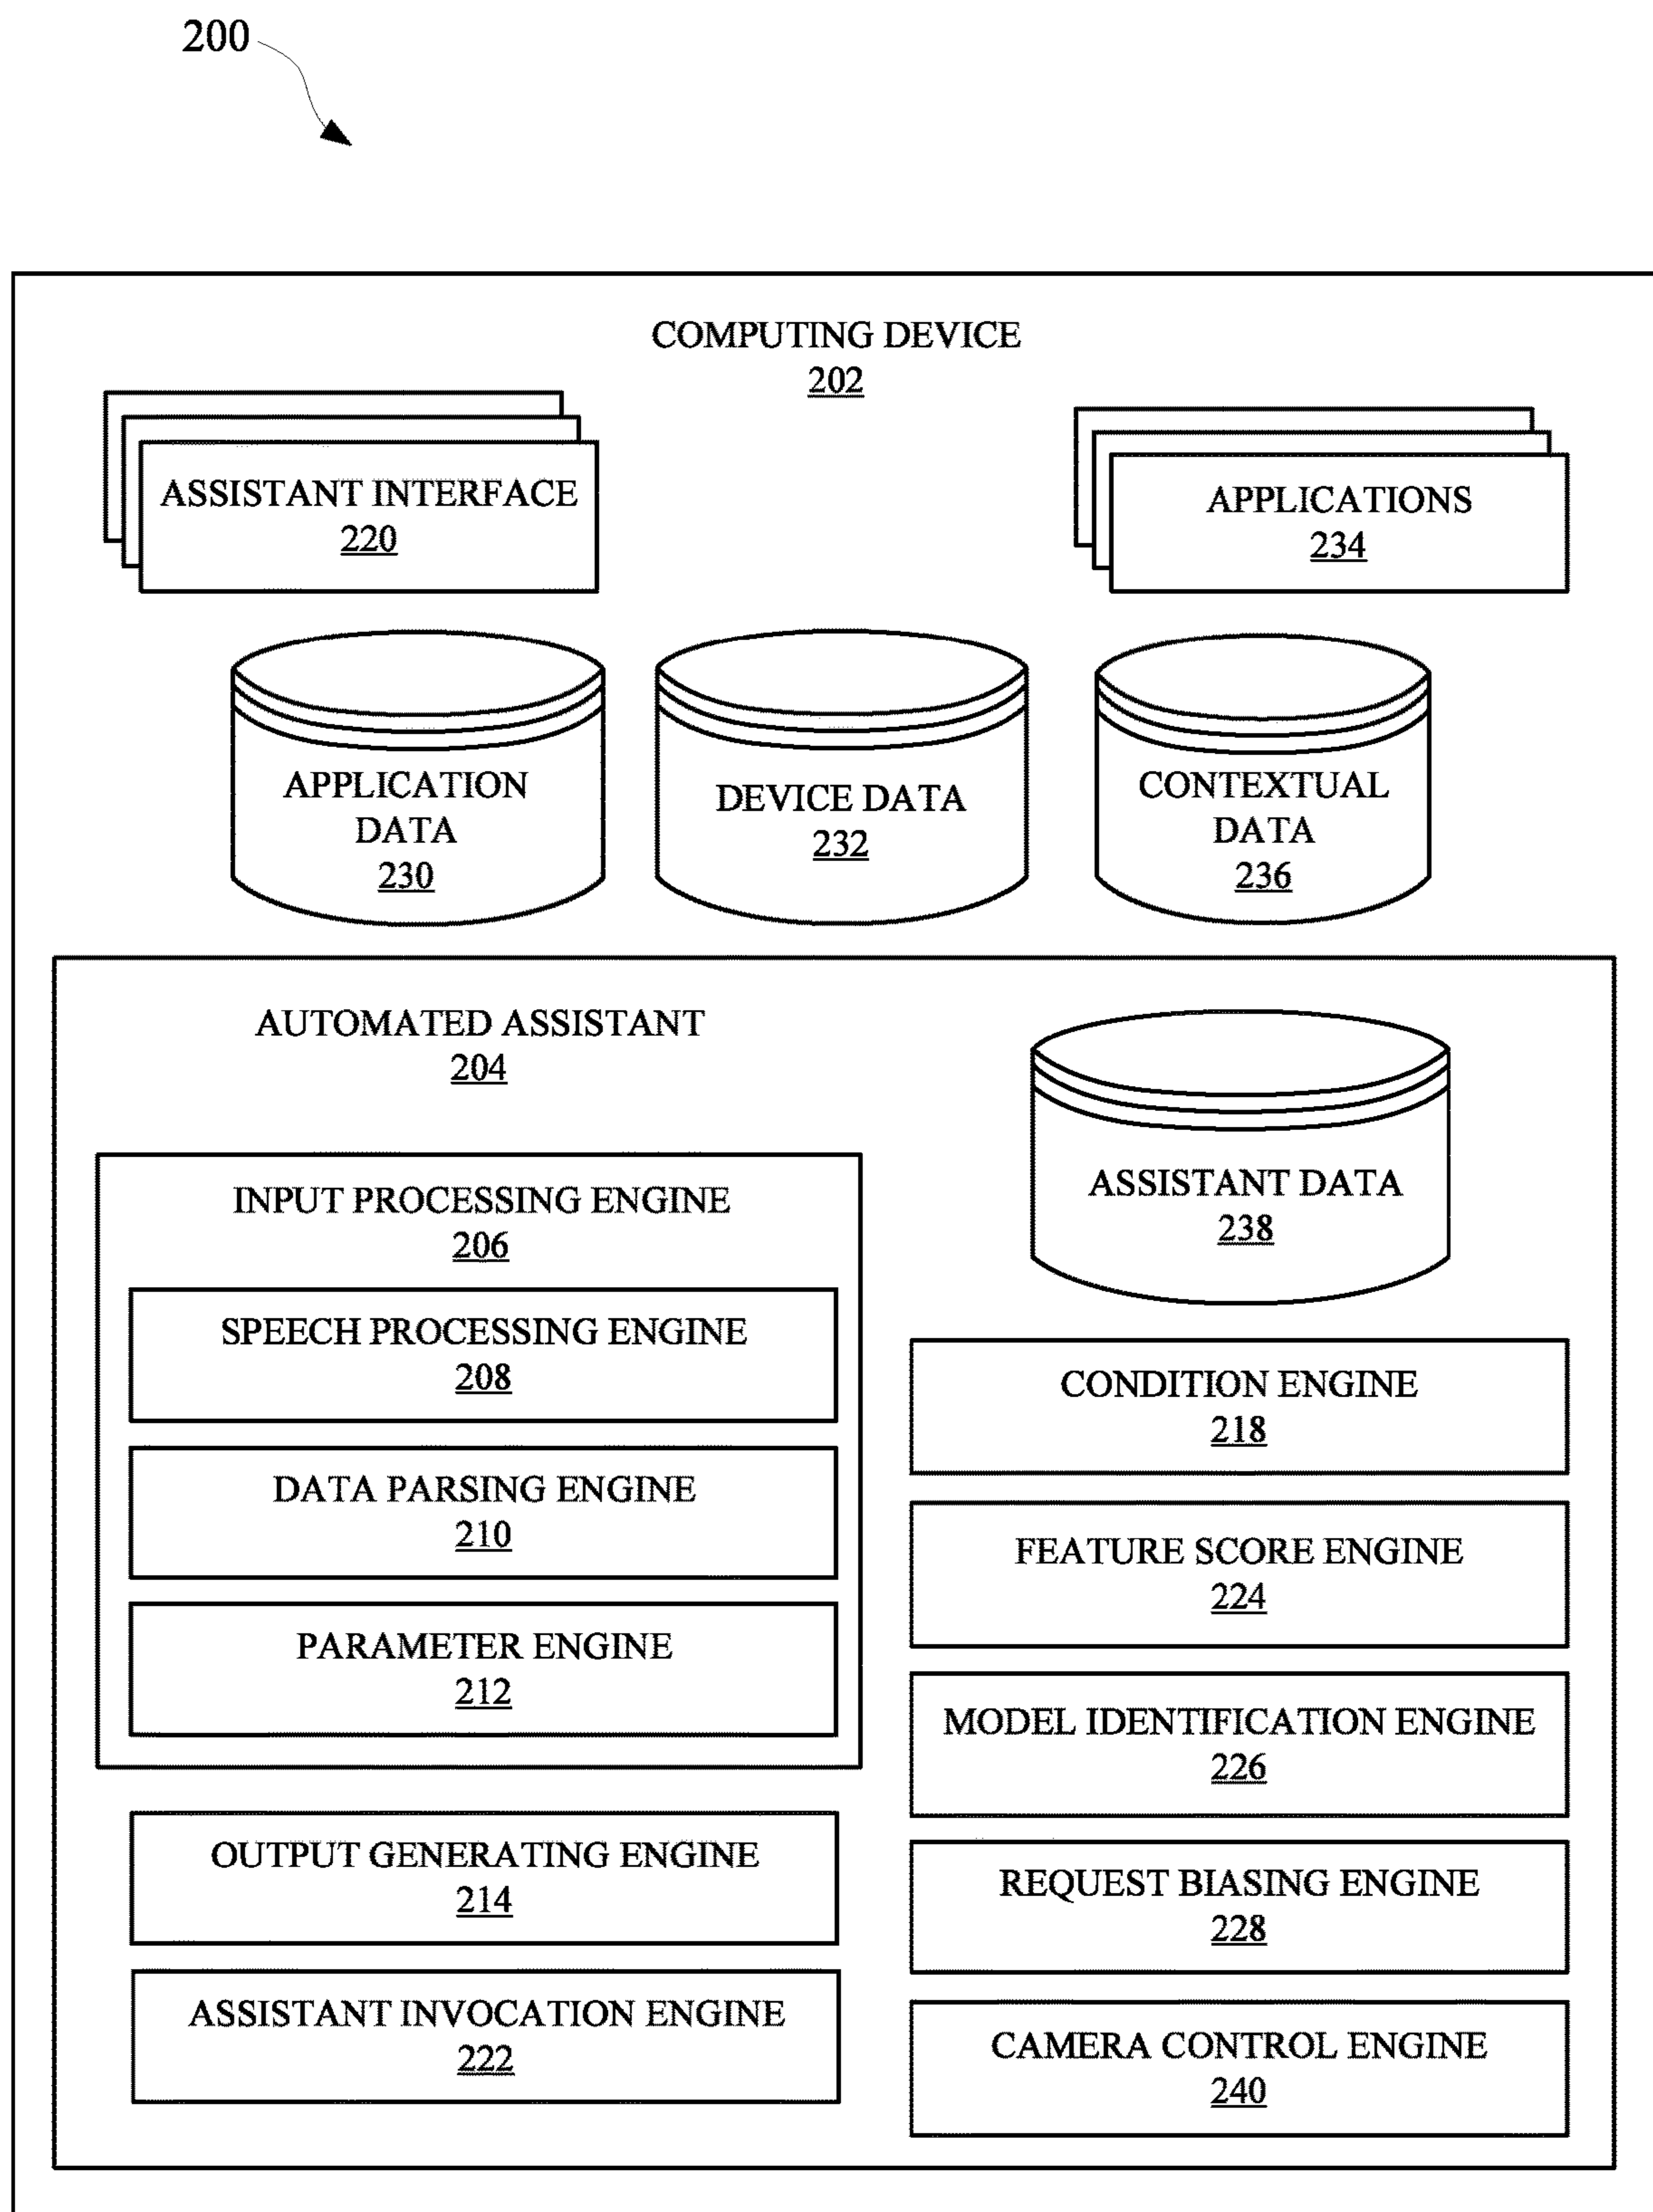 200
COMPUTING DEVICE
202
ASSISTANT INTERFACE
220
APPLICATIONS
234
APPLICATION
DATA
230
DEVICE DATA
232
CONTEXTUAL
DATA
236
AUTOMATED ASSISTANT
204
INPUT PROCESSING ENGINE
206
SPEECH PROCESSING ENGINE
208
DATA PARSING ENGINE
210
PARAMETER ENGINE
212
OUTPUT GENERATING ENGINE
214
ASSISTANT INVOCATION ENGINE
222
ASSISTANT DATA
238
CONDITION ENGINE
218
FEATURE SCORE ENGINE
224
MODEL IDENTIFICATION ENGINE
226
REQUEST BIASING ENGINE
228
CAMERA CONTROL ENGINE
240